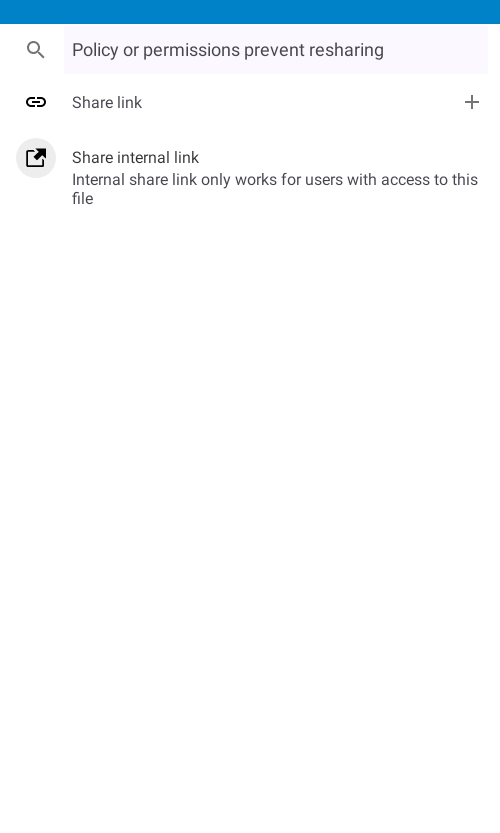 Policy or permissions prevent resharing
Share link
Share internal link
Internal share link only works for users with access to this
file